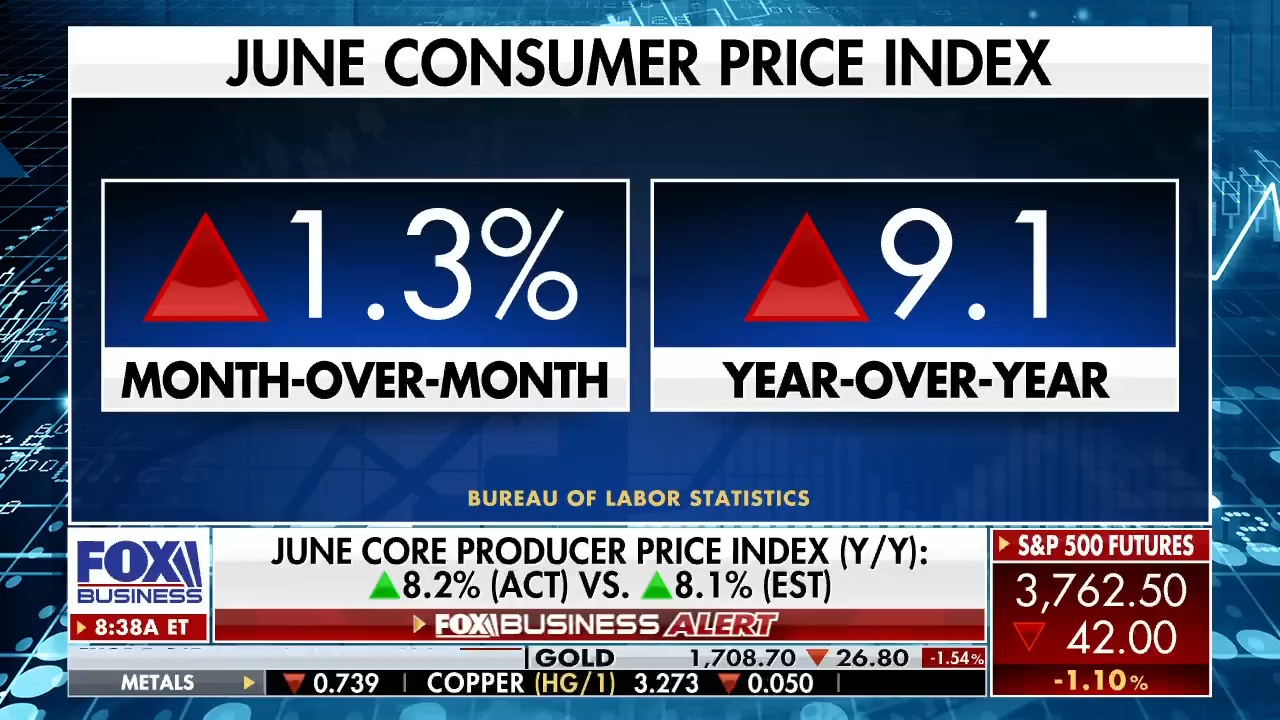 JUNE CONSUMER PRICE INDEX
1.3%
MONTH-OVER-MONTH
9.1
YEAR-OVER-YEAR
BUREAU OF LABOR STATISTICS
FOX BUSINESS
8:38A ET
JUNE CORE PRODUCER PRICE INDEX (Y/Y):
8.2% (ACT) VS. 8.1% (EST)
FOX BUSINESS ALERT
S&P 500 FUTURES
3,762.50
42.00
-1.10%
GOLD 1,708.70 26.80 -1.54%
METALS 0.739 | COPPER (HG/1) 3.273 0.050 |